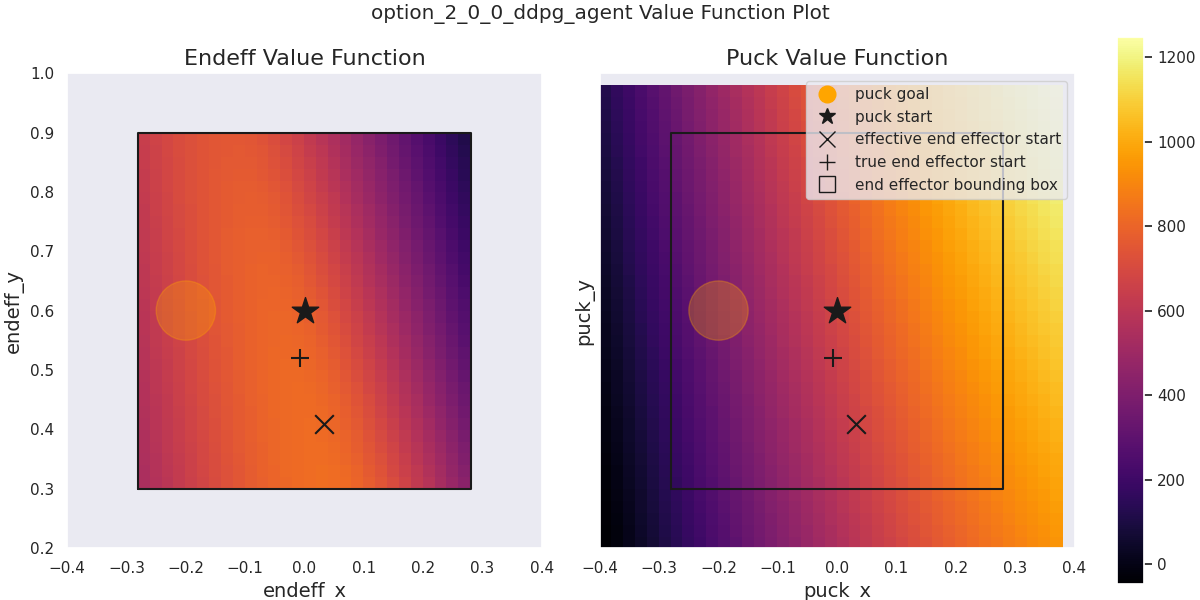 option_2_0_0_ddpg_agent Value Function Plot
Endeff Value Function
1.0
0.9
0.8
0.7
0.6
0.5
0.4
0.3
0.2
endeff_y
−0.4 −0.3 −0.2 −0.1 0.0 0.1 0.2 0.3 0.4
endeff_x
Puck Value Function
puck goal
puck start
effective end effector start
true end effector start
end effector bounding box
puck_y
−0.4 −0.3 −0.2 −0.1 0.0 0.1 0.2 0.3 0.4
puck_x
1200
1000
800
600
400
200
0